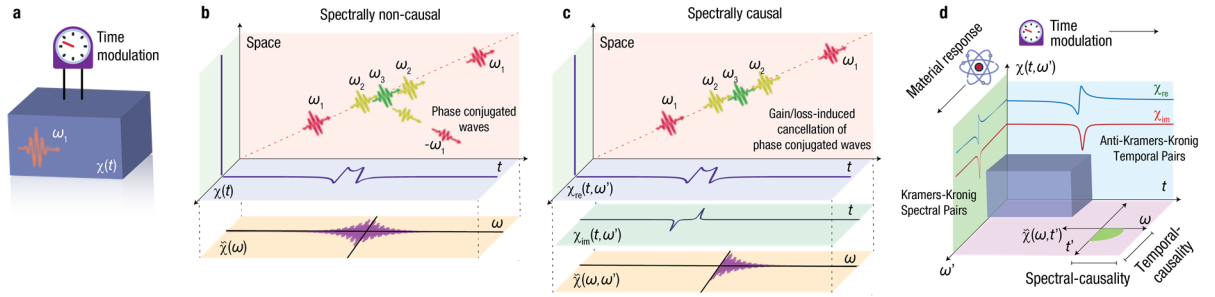 a
Time
modulation
ω1
χ(t)
b
Spectrally non-causal
Space
ω1
ω2
ω3
ω2
ω1
Phase conjugated
waves
-ω1
t
χ(t)
ω
χ̃(ω)
c
Spectrally causal
Space
ω1
ω2
ω3
ω2
ω1
Gain/loss-induced
cancellation of
phase conjugated waves
t
χre(t,ω’)
t
χim(t,ω’)
ω
χ̃(ω,ω’)
d
Time
modulation
Material response
χ(t,ω’)
χre
χim
Anti-Kramers-Kronig
Temporal Pairs
t
Kramers-Kronig
Spectral Pairs
ω
χ̃(ω,t’)
t’
ω’
Spectral-causality
Temporal-
causality